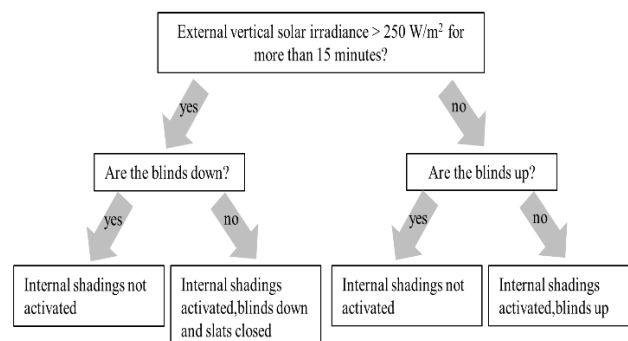 External vertical solar irradiance > 250 W/m² for
more than 15 minutes?
yes
no
Are the blinds down?
Are the blinds up?
yes
no
yes
no
Internal shadings not
activated
Internal shadings
activated,blinds down
and slats closed
Internal shadings not
activated
Internal shadings
activated,blinds up